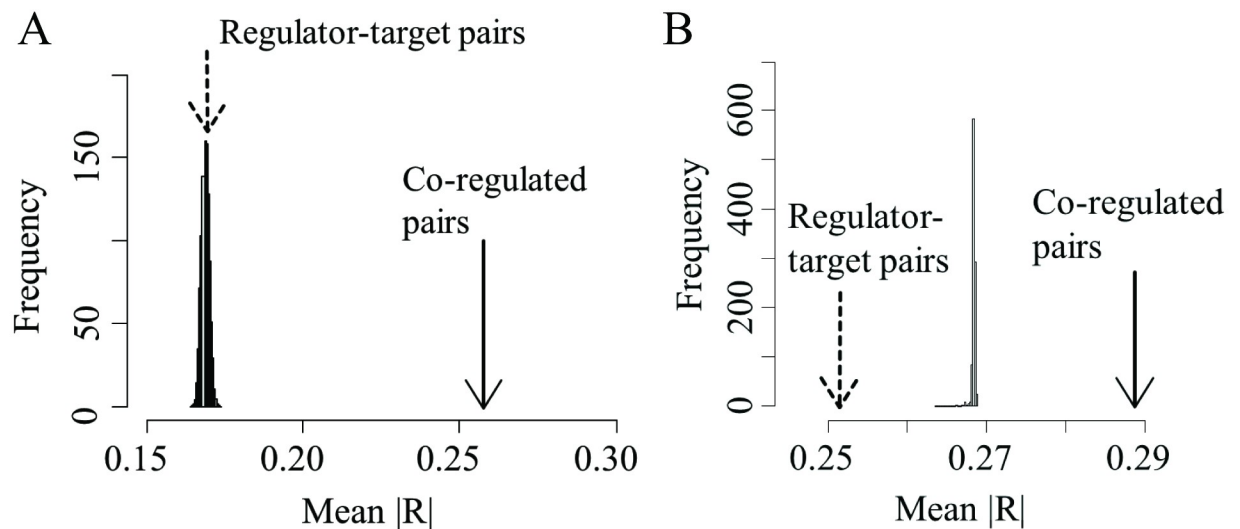 A
Regulator-target pairs
Co-regulated
pairs
Frequency
150
50
0
0.15
0.20
0.25
0.30
Mean |R|
B
Regulator-
target pairs
Co-regulated
pairs
Frequency
600
400
200
0
0.25
0.27
0.29
Mean |R|